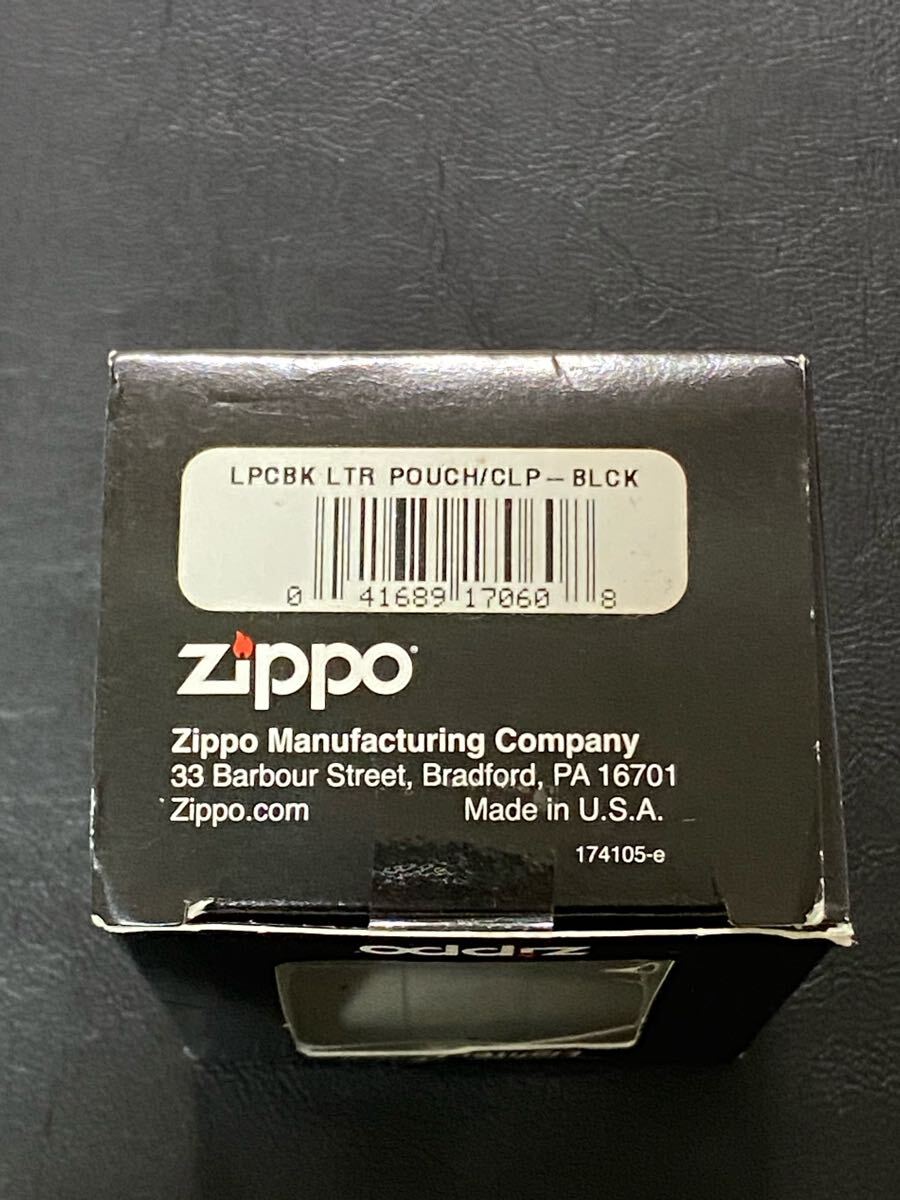 LPCBK LTR POUCH/CLP – BLCK
0 41689 17060 8
zippo
Zippo Manufacturing Company
33 Barbour Street, Bradford, PA 16701
Zippo.com Made in U.S.A.
174105-e
zippo